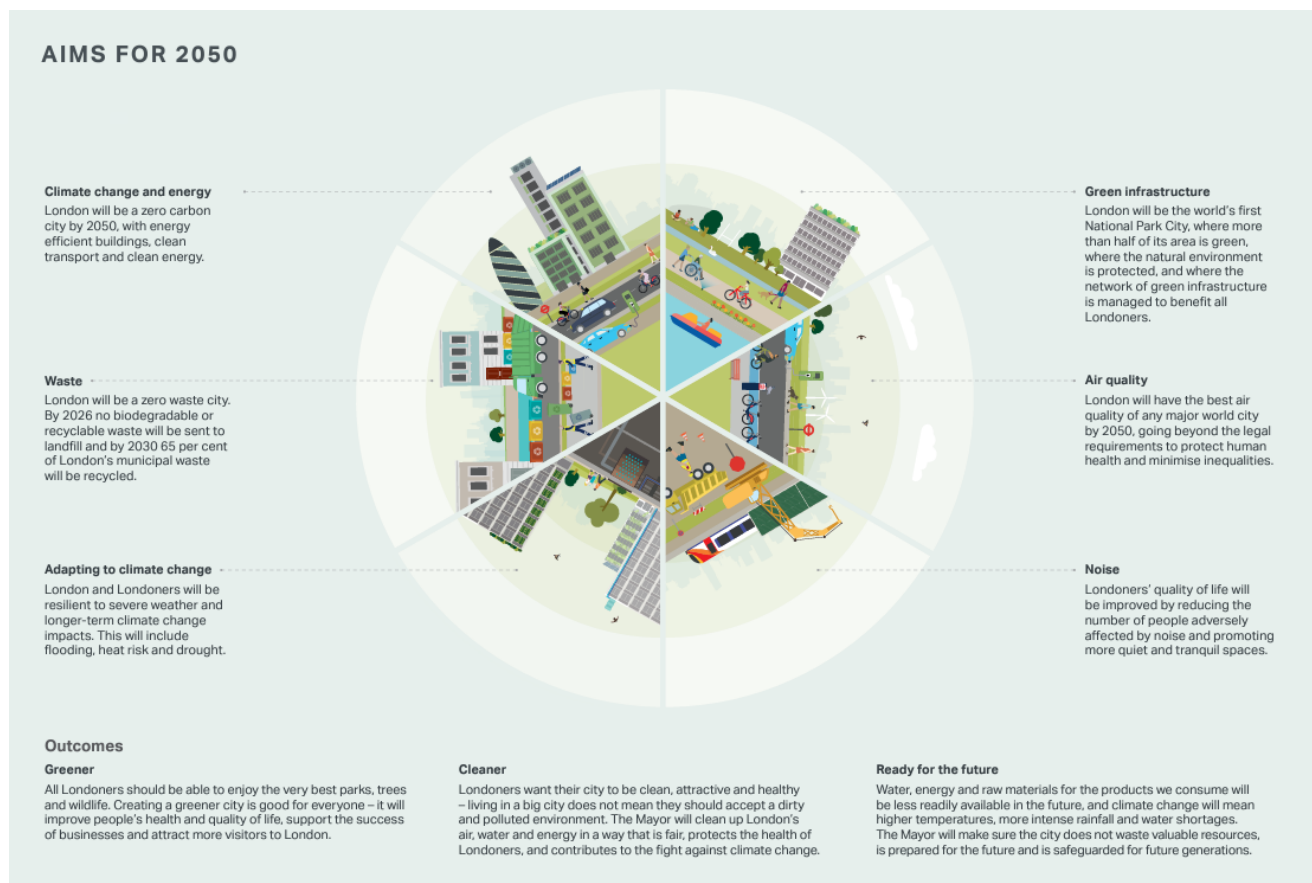 AIMS FOR 2050
Climate change and energy
London will be a zero carbon
city by 2050, with energy
efficient buildings, clean
transport and clean energy.
Waste
London will be a zero waste city.
By 2026 no biodegradable or
recyclable waste will be sent to
landfill and by 2030 65 per cent
of London's municipal waste
will be recycled.
Adapting to climate change
London and Londoners will be
resilient to severe weather and
longer-term climate change
impacts. This will include
flooding, heat risk and drought.
Green infrastructure
London will be the world's first
National Park City, where more
than half of its area is green,
where the natural environment
is protected, and where the
network of green infrastructure
is managed to benefit all
Londoners.
Air quality
London will have the best air
quality of any major world city
by 2050, going beyond the legal
requirements to protect human
health and minimise inequalities.
Noise
Londoners' quality of life will
be improved by reducing the
number of people adversely
affected by noise and promoting
more quiet and tranquil spaces.
Outcomes
Greener
All Londoners should be able to enjoy the very best parks, trees
and wildlife. Creating a greener city is good for everyone – it will
improve people's health and quality of life, support the success
of businesses and attract more visitors to London.
Cleaner
Londoners want their city to be clean, attractive and healthy
– living in a big city does not mean they should accept a dirty
and polluted environment. The Mayor will clean up London's
air, water and energy in a way that is fair, protects the health of
Londoners, and contributes to the fight against climate change.
Ready for the future
Water, energy and raw materials for the products we consume will
be less readily available in the future, and climate change will mean
higher temperatures, more intense rainfall and water shortages.
The Mayor will make sure the city does not waste valuable resources,
is prepared for the future and is safeguarded for future generations.